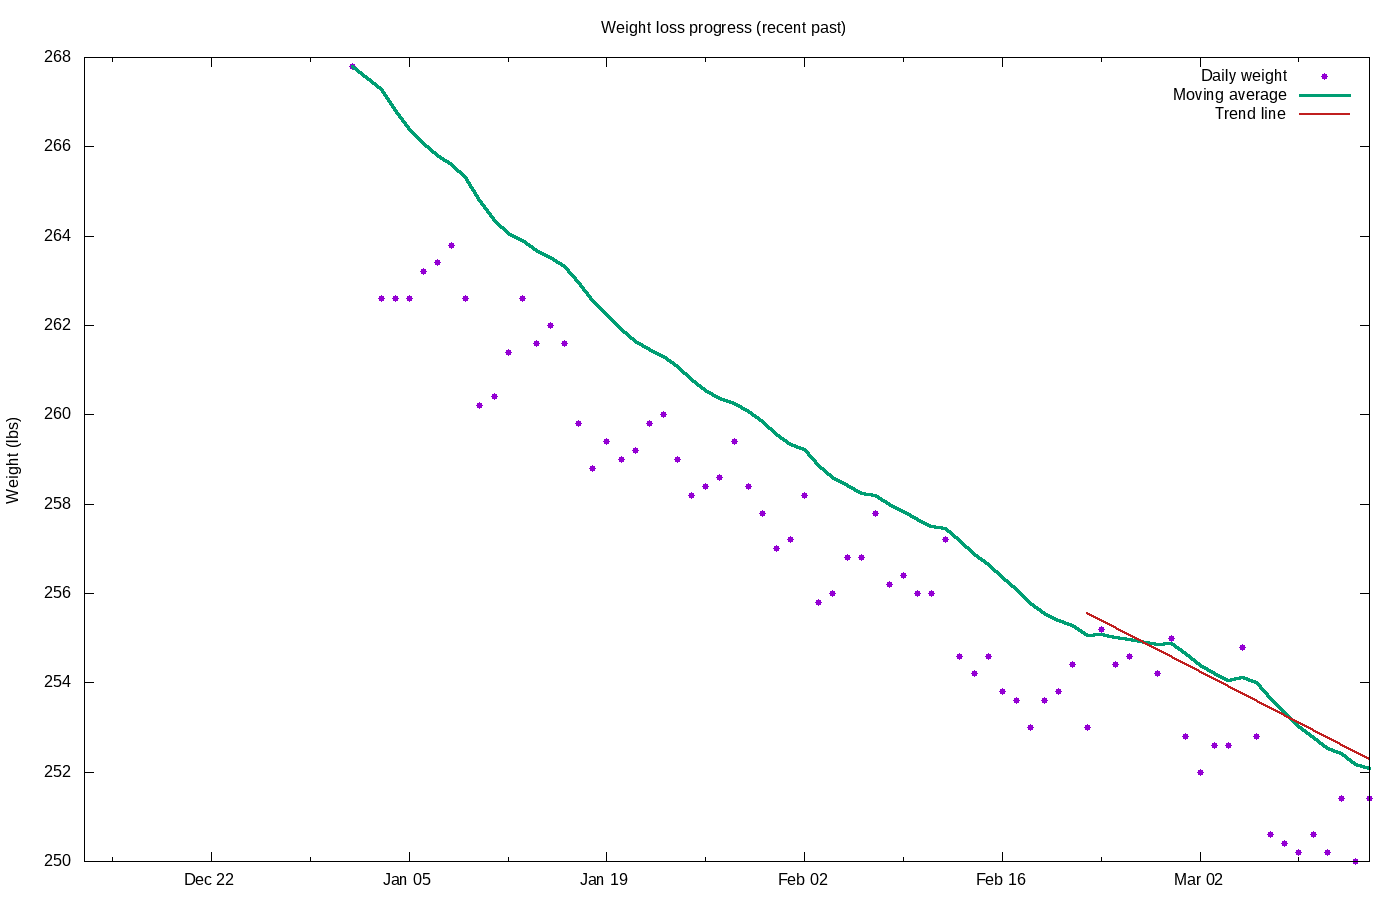 Weight loss progress (recent past)
268
266
264
262
260
258
256
254
252
250
Weight (lbs)
Daily weight
Moving average
Trend line
Dec 22
Jan 05
Jan 19
Feb 02
Feb 16
Mar 02